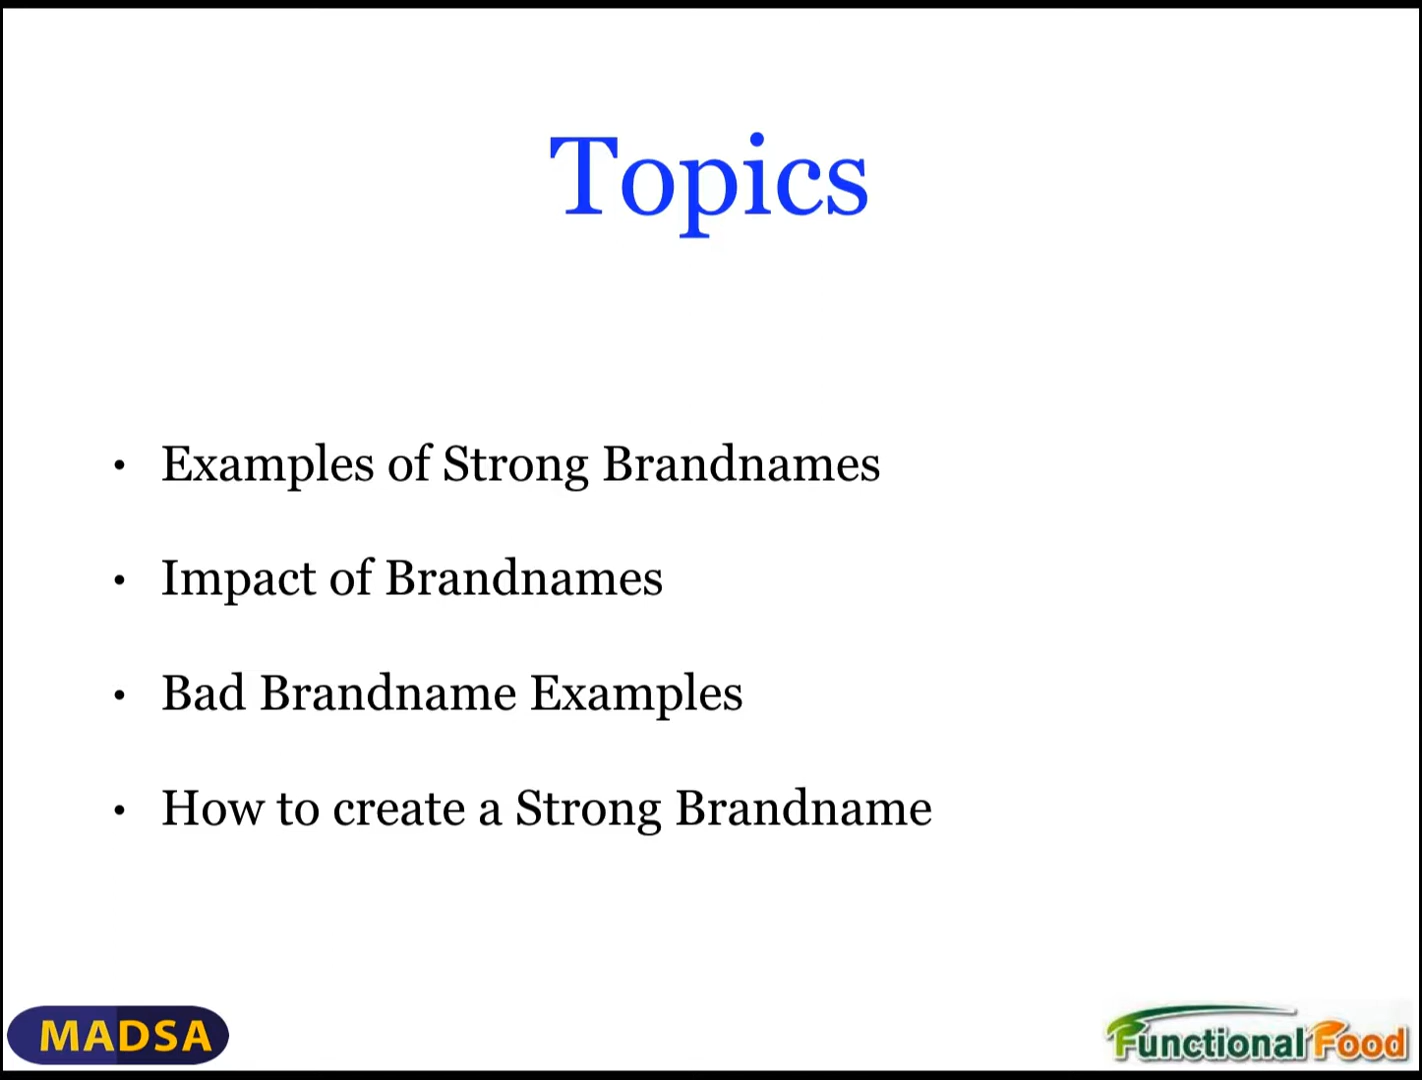 Topics
• Examples of Strong Brandnames
• Impact of Brandnames
• Bad Brandname Examples
• How to create a Strong Brandname
MADSA
Functional Food